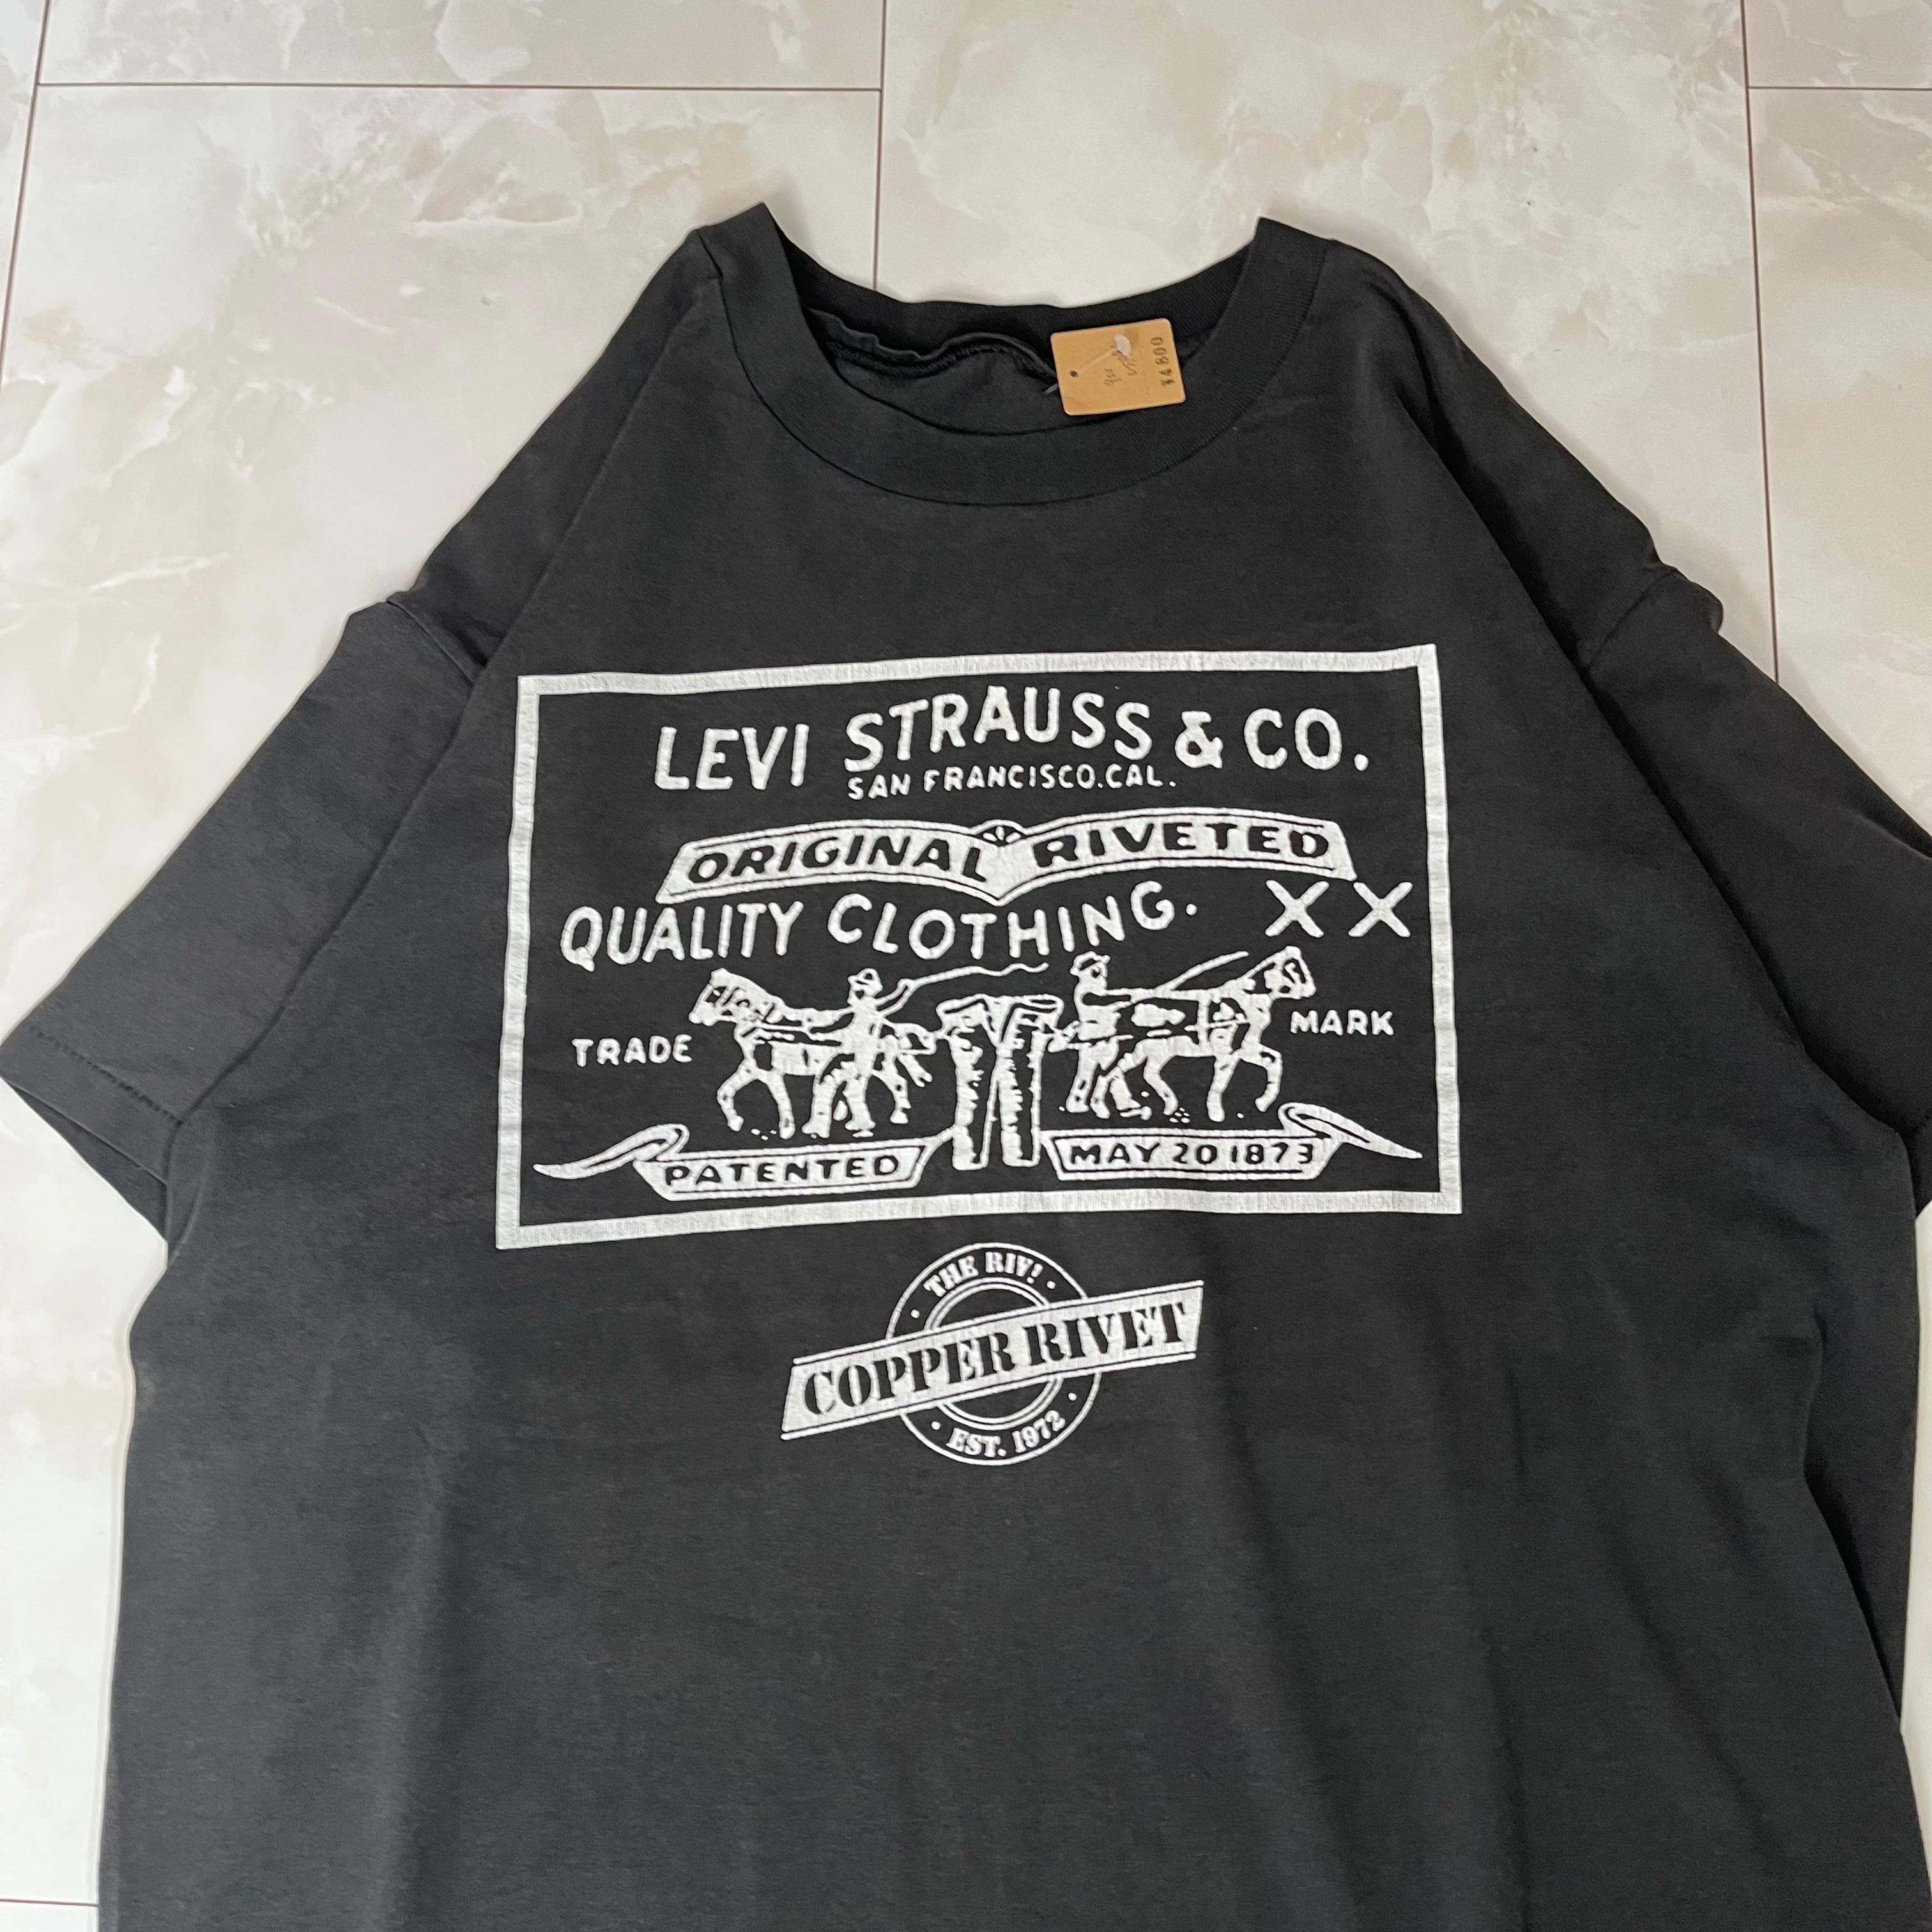 ¥4800
LEVI STRAUSS & CO.
SAN FRANCISCO.CAL.
ORIGINAL RIVETED
QUALITY CLOTHING. XX
TRADE MARK
PATENTED MAY 20 1873
· THE RIV! ·
COPPER RIVET
· EST. 1972 ·